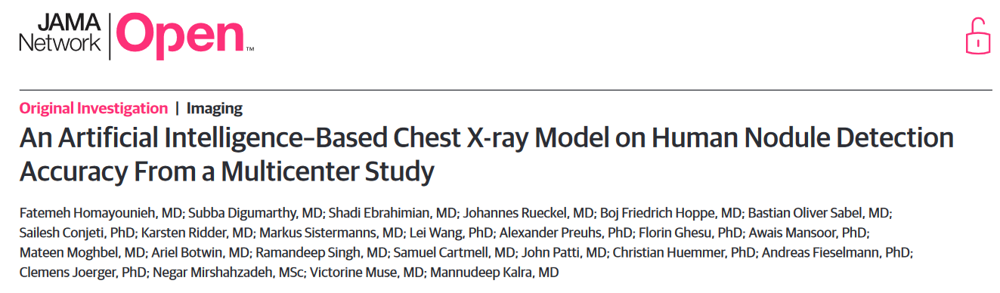 JAMA
Network Open™
Original Investigation | Imaging
An Artificial Intelligence–Based Chest X-ray Model on Human Nodule Detection
Accuracy From a Multicenter Study
Fatemeh Homayounieh, MD; Subba Digumarthy, MD; Shadi Ebrahimian, MD; Johannes Rueckel, MD; Boj Friedrich Hoppe, MD; Bastian Oliver Sabel, MD;
Sailesh Conjeti, PhD; Karsten Ridder, MD; Markus Sistermanns, MD; Lei Wang, PhD; Alexander Preuhs, PhD; Florin Ghesu, PhD; Awais Mansoor, PhD;
Mateen Moghbel, MD; Ariel Botwin, MD; Ramandeep Singh, MD; Samuel Cartmell, MD; John Patti, MD; Christian Huemmer, PhD; Andreas Fieselmann, PhD;
Clemens Joerger, PhD; Negar Mirshahzadeh, MSc; Victorine Muse, MD; Mannudeep Kalra, MD